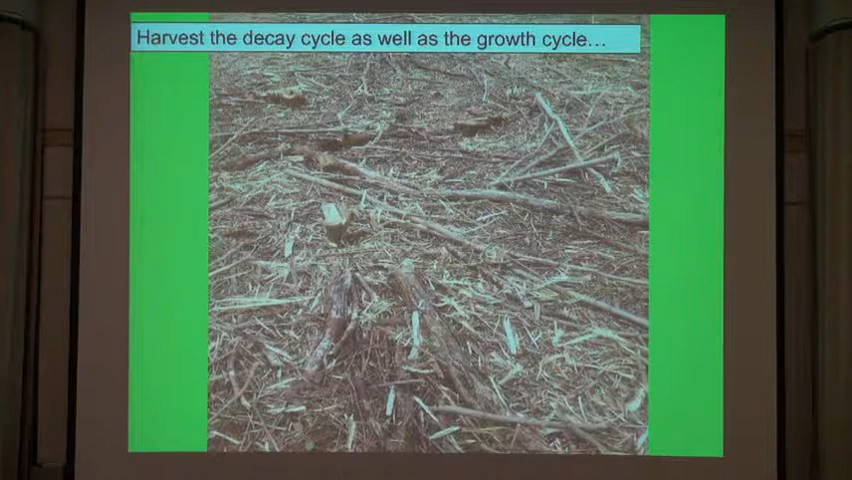 Harvest the decay cycle as well as the growth cycle…